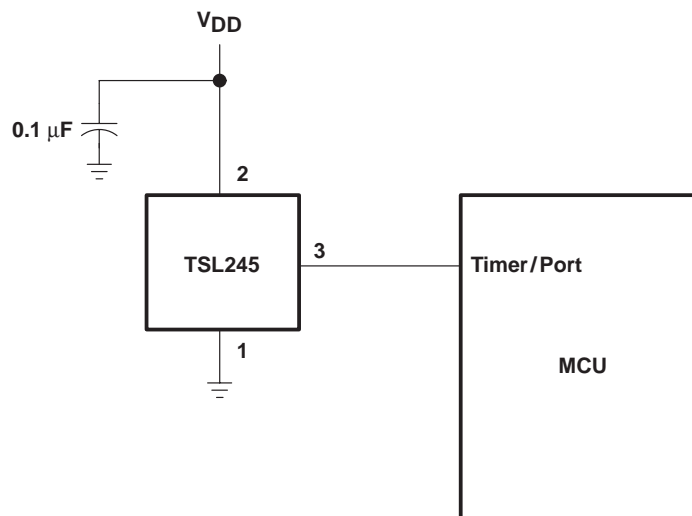 VDD
0.1 μF
2
TSL245
3
Timer/Port
1
MCU